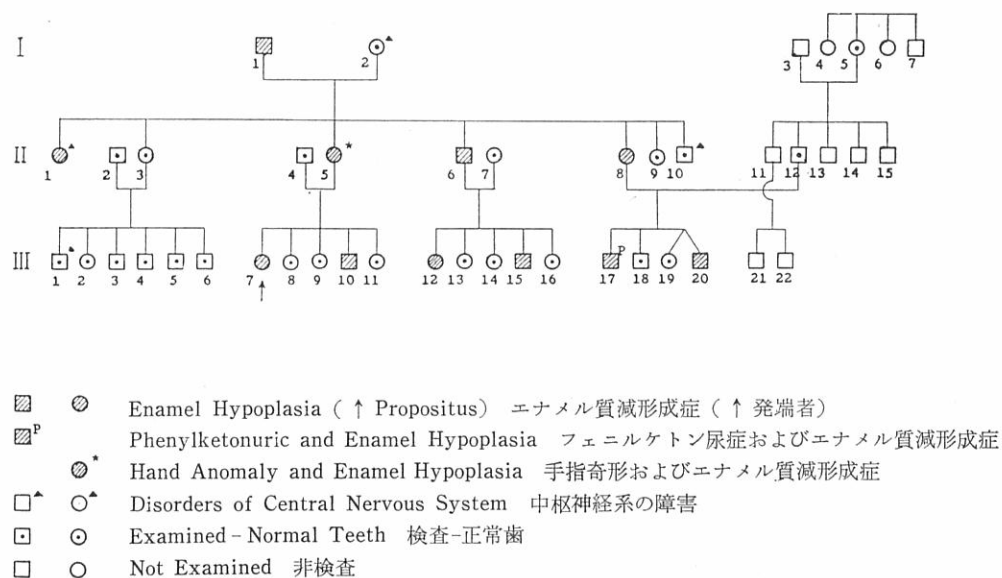 I
1 2 3 4 5 6 7
II
1 2 3 4 5 6 7 8 9 10 11 12 13 14 15
III
1 2 3 4 5 6 7 8 9 10 11 12 13 14 15 16 17 P 18 19 20 21 22
Enamel Hypoplasia ( ↑ Propositus) エナメル質減形成症 ( ↑ 発端者)
P Phenylketonuric and Enamel Hypoplasia フェニルケトン尿症およびエナメル質減形成症
* Hand Anomaly and Enamel Hypoplasia 手指奇形およびエナメル質減形成症
Disorders of Central Nervous System 中枢神経系の障害
Examined - Normal Teeth 検査-正常歯
Not Examined 非検査